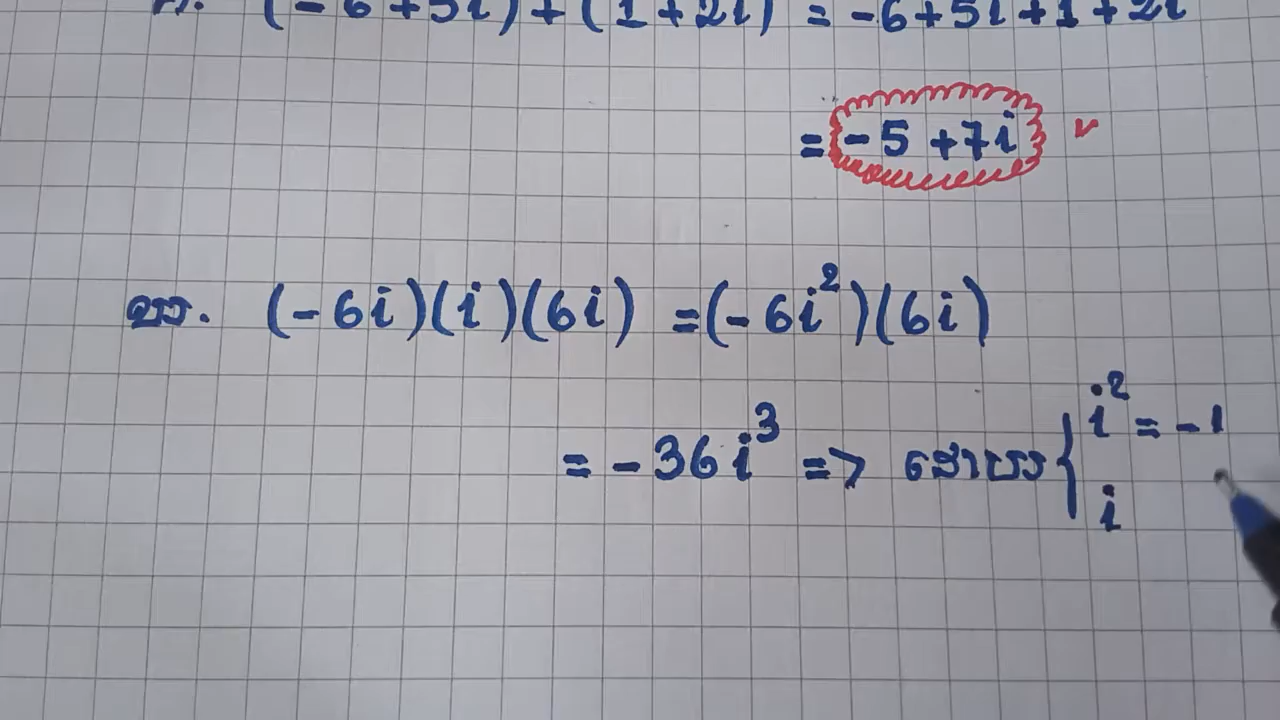 ក. (-6+5i)+(1+2i) = -6+5i+1+2i
= -5+7i
ខ. (-6i)(i)(6i) = (-6i²)(6i)
= -36i³ => ដោយ { i² = -1
i